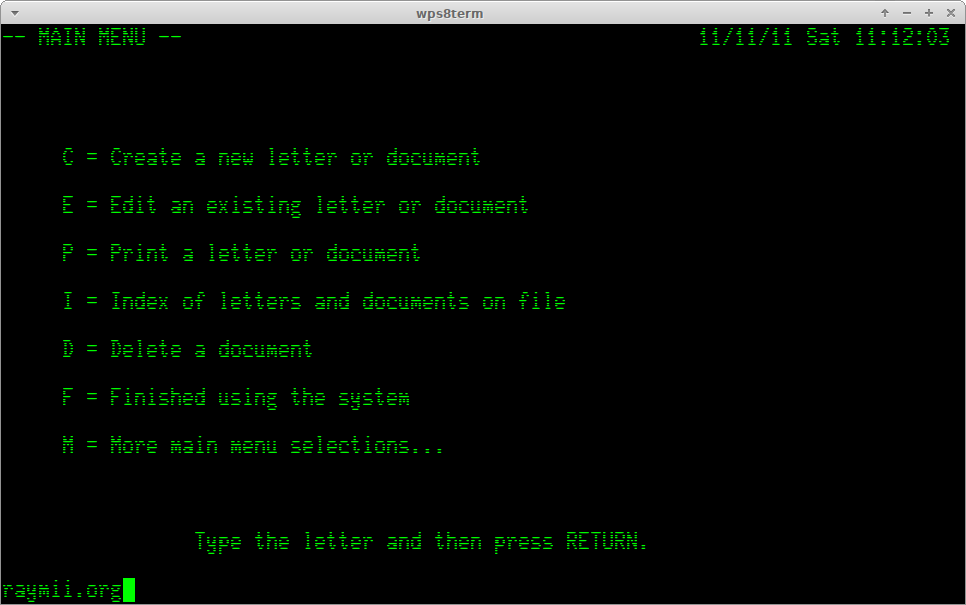 wps8term
-- MAIN MENU -- 11/11/11 Sat 11:12:03
C = Create a new letter or document
E = Edit an existing letter or document
P = Print a letter or document
I = Index of letters and documents on file
D = Delete a document
F = Finished using the system
M = More main menu selections...
Type the letter and then press RETURN.
raymii.org